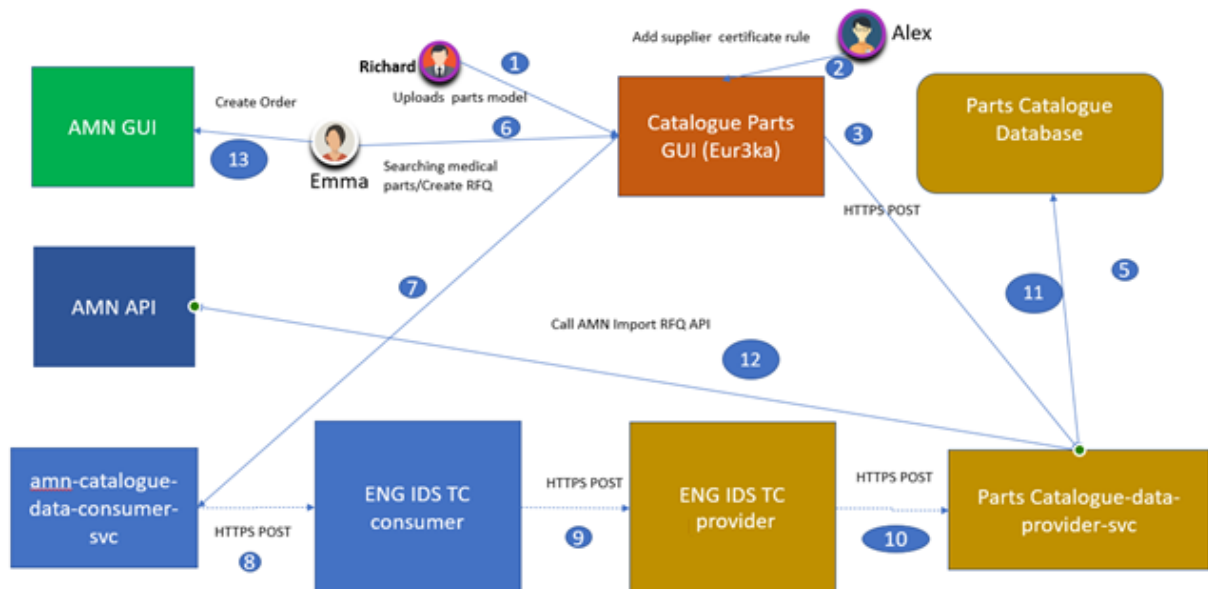 Add supplier certificate rule
Alex
Richard
1
2
Uploads parts model
Create Order
AMN GUI
6
Catalogue Parts
GUI (Eur3ka)
3
Parts Catalogue
Database
13
Emma
Searching medical
parts/Create RFQ
HTTPS POST
AMN API
7
11
5
Call AMN Import RFQ API
12
amn-catalogue-
data-consumer-
svc
HTTPS POST
8
ENG IDS TC
consumer
HTTPS POST
9
ENG IDS TC
provider
HTTPS POST
10
Parts Catalogue-data-
provider-svc